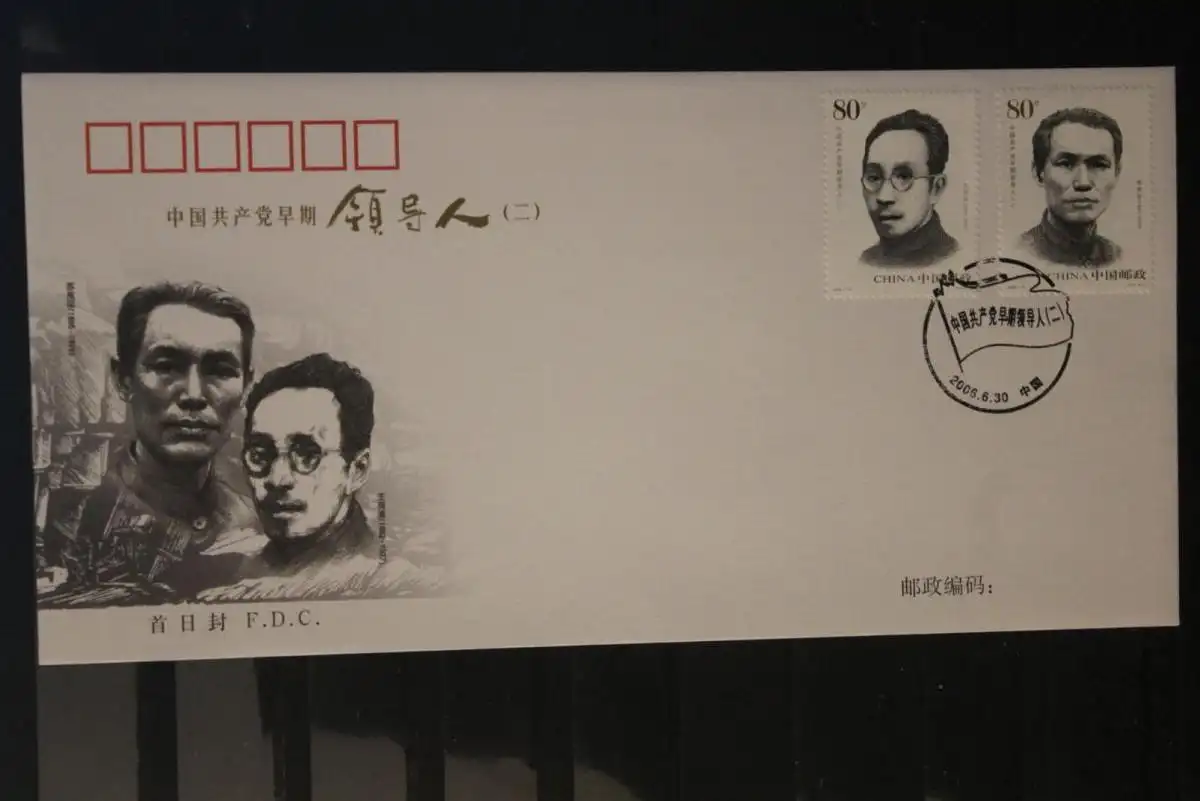 80分
80分
中国共产党早期领导人(二)
CHINA 中国邮政
CHINA 中国邮政
中国共产党早期领导人(二)
2006.6.30 中国
邮政编码:
首日封 F.D.C.